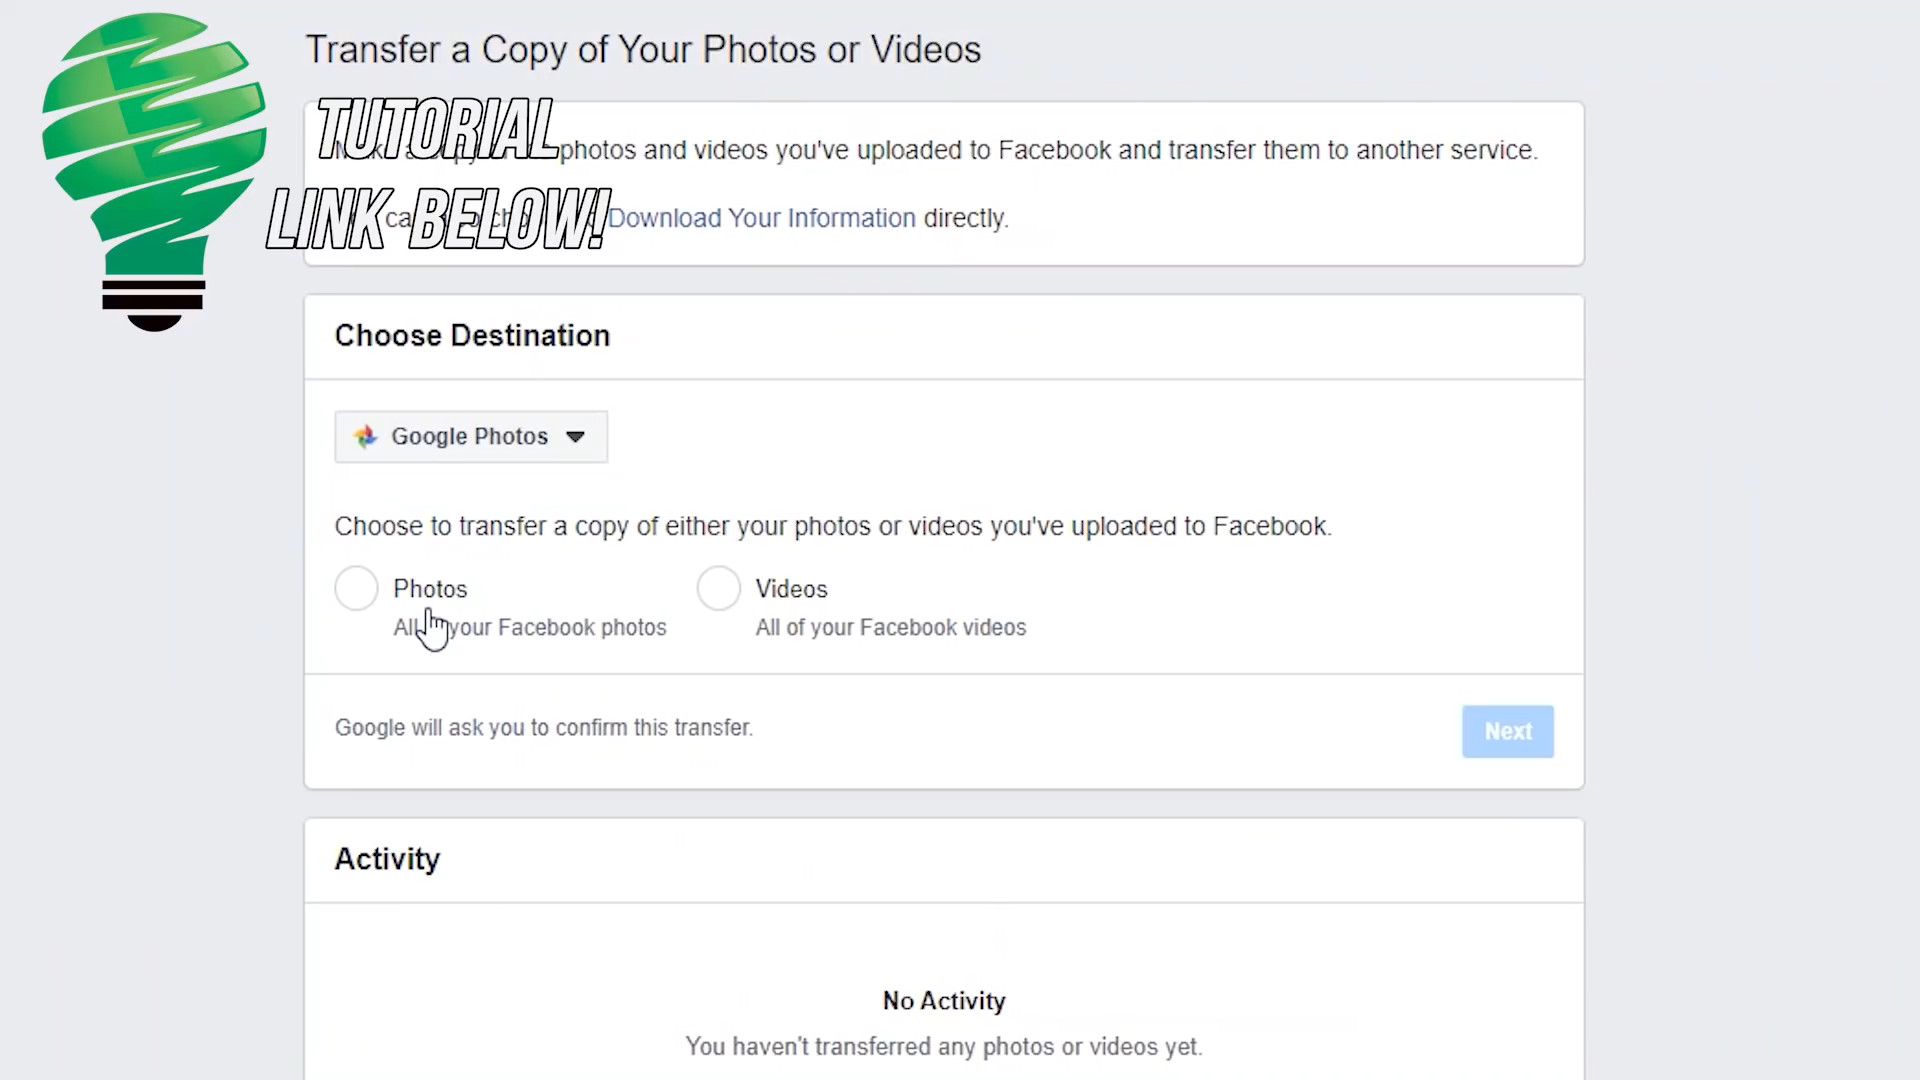 Transfer a Copy of Your Photos or Videos
TUTORIAL
photos and videos you've uploaded to Facebook and transfer them to another service.
LINK BELOW!
Download Your Information directly.
Choose Destination
Google Photos
Choose to transfer a copy of either your photos or videos you've uploaded to Facebook.
Photos Videos
All your Facebook photos All of your Facebook videos
Google will ask you to confirm this transfer.
Next
Activity
No Activity
You haven't transferred any photos or videos yet.